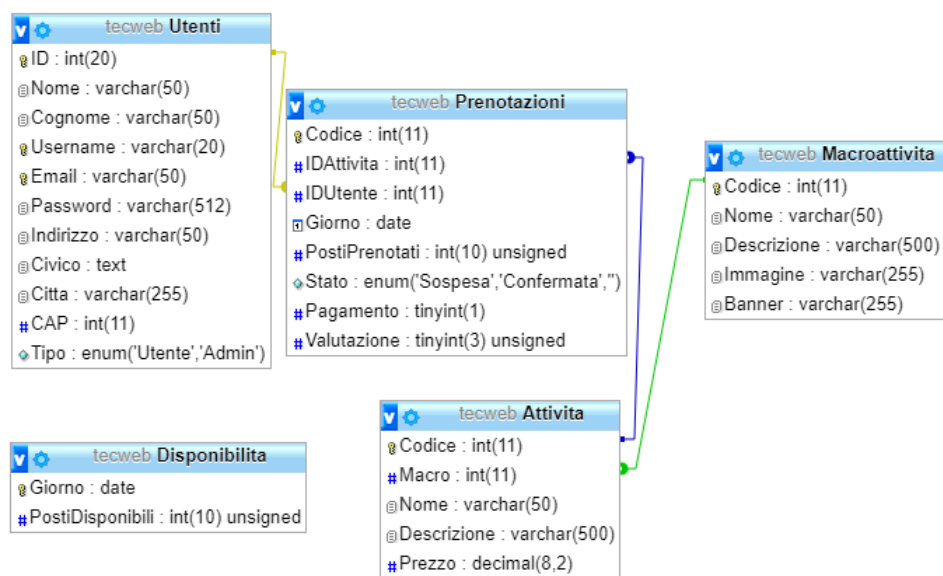 tecweb Utenti
ID : int(20)
Nome : varchar(50)
Cognome : varchar(50)
Username : varchar(20)
Email : varchar(50)
Password : varchar(512)
Indirizzo : varchar(50)
Civico : text
Citta : varchar(255)
CAP : int(11)
Tipo : enum('Utente','Admin')
tecweb Prenotazioni
Codice : int(11)
IDAttivita : int(11)
IDUtente : int(11)
Giorno : date
PostiPrenotati : int(10) unsigned
Stato : enum('Sospesa','Confermata','')
Pagamento : tinyint(1)
Valutazione : tinyint(3) unsigned
tecweb Macroattivita
Codice : int(11)
Nome : varchar(50)
Descrizione : varchar(500)
Immagine : varchar(255)
Banner : varchar(255)
tecweb Disponibilita
Giorno : date
PostiDisponibili : int(10) unsigned
tecweb Attivita
Codice : int(11)
Macro : int(11)
Nome : varchar(50)
Descrizione : varchar(500)
Prezzo : decimal(8,2)